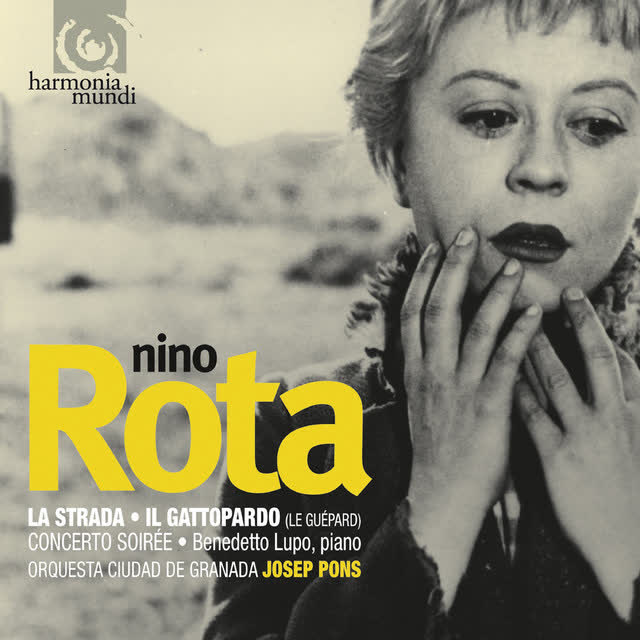 harmonia
mundi
nino
Rota
LA STRADA • IL GATTOPARDO (LE GUÉPARD)
CONCERTO SOIRÉE • Benedetto Lupo, piano
ORQUESTA CIUDAD DE GRANADA JOSEP PONS